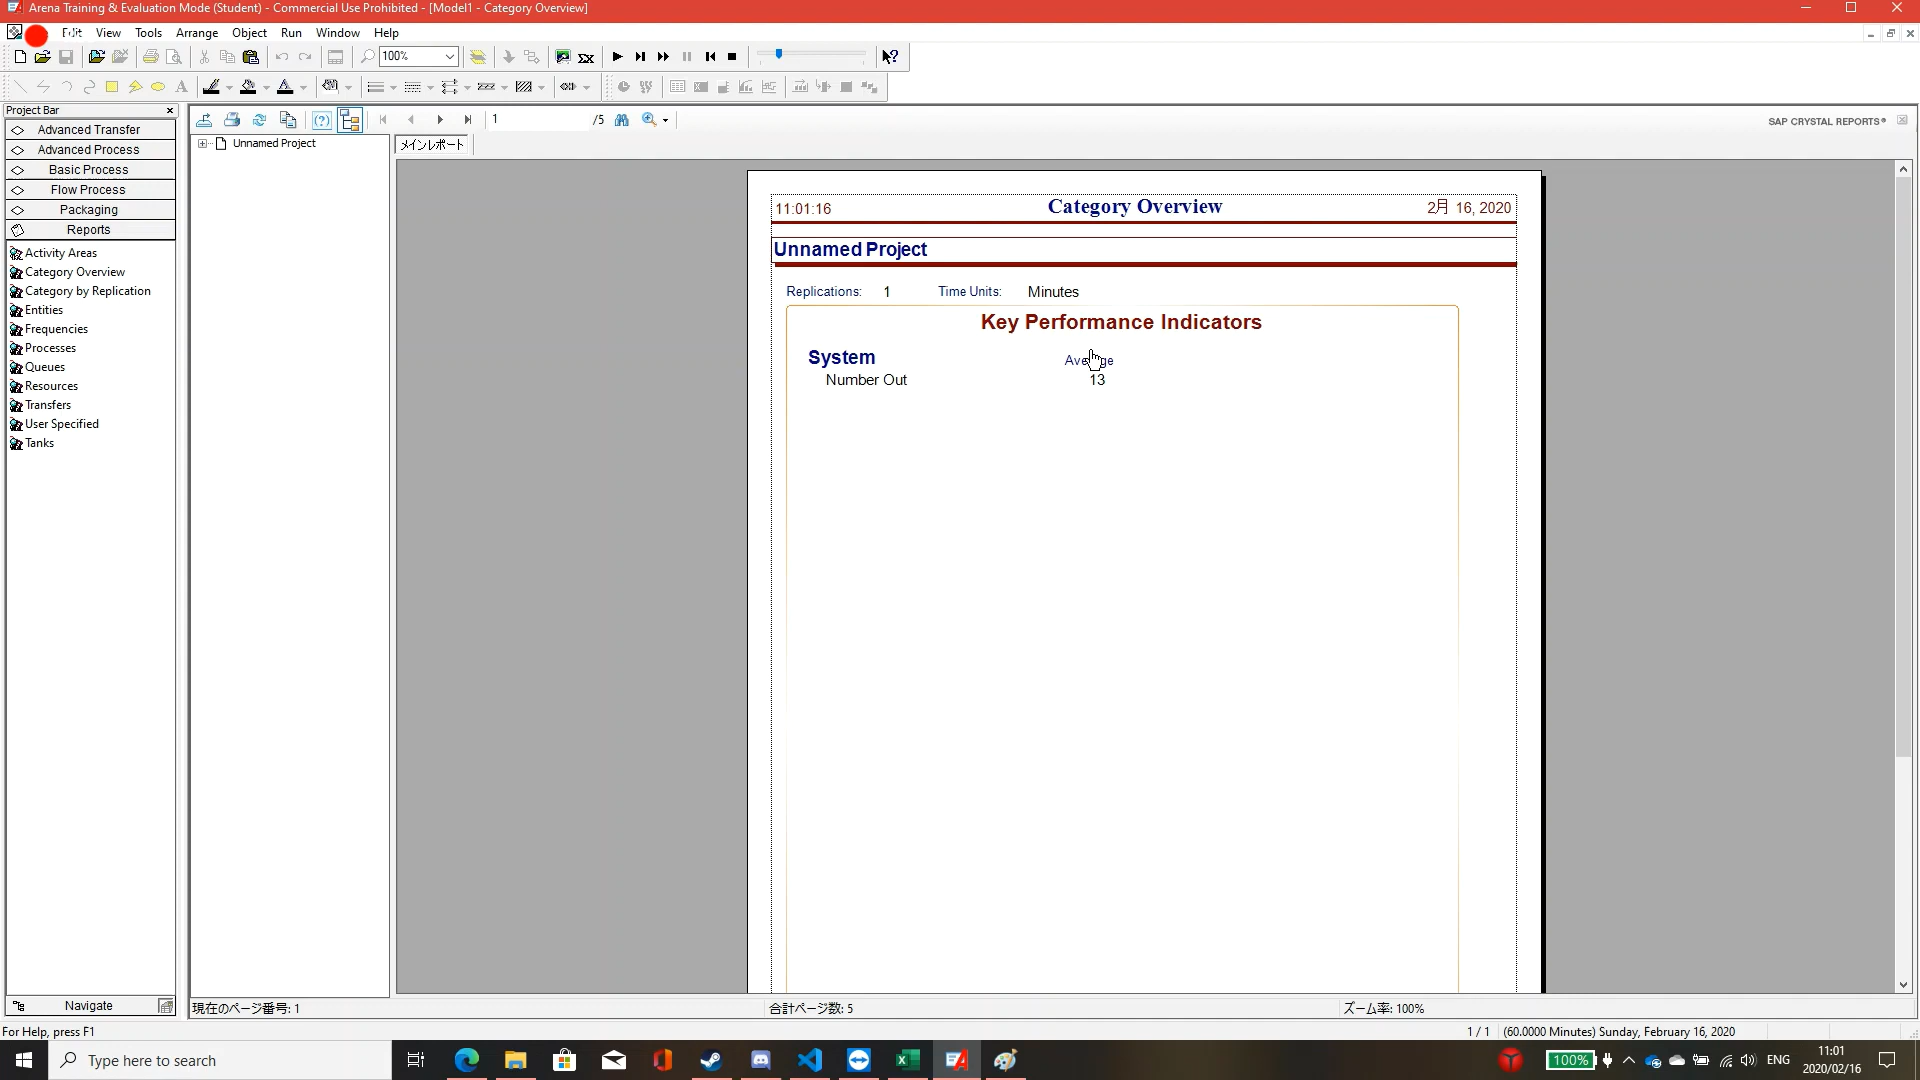 Arena Training & Evaluation Mode (Student) - Commercial Use Prohibited - [Model1 - Category Overview]
Edit View Tools Arrange Object Run Window Help
100%
Project Bar
Advanced Transfer
Advanced Process
Basic Process
Flow Process
Packaging
Reports
Activity Areas
Category Overview
Category by Replication
Entities
Frequencies
Processes
Queues
Resources
Transfers
User Specified
Tanks
Navigate
1 /5
SAP CRYSTAL REPORTS®
Unnamed Project
メインレポート
11:01:16 Category Overview 2月 16, 2020
Unnamed Project
Replications: 1 Time Units: Minutes
Key Performance Indicators
System Average
Number Out 13
現在のページ番号: 1 合計ページ数: 5 ズーム率: 100%
For Help, press F1 1 / 1 (60.0000 Minutes) Sunday, February 16, 2020
Type here to search
100% ENG
11:01
2020/02/16